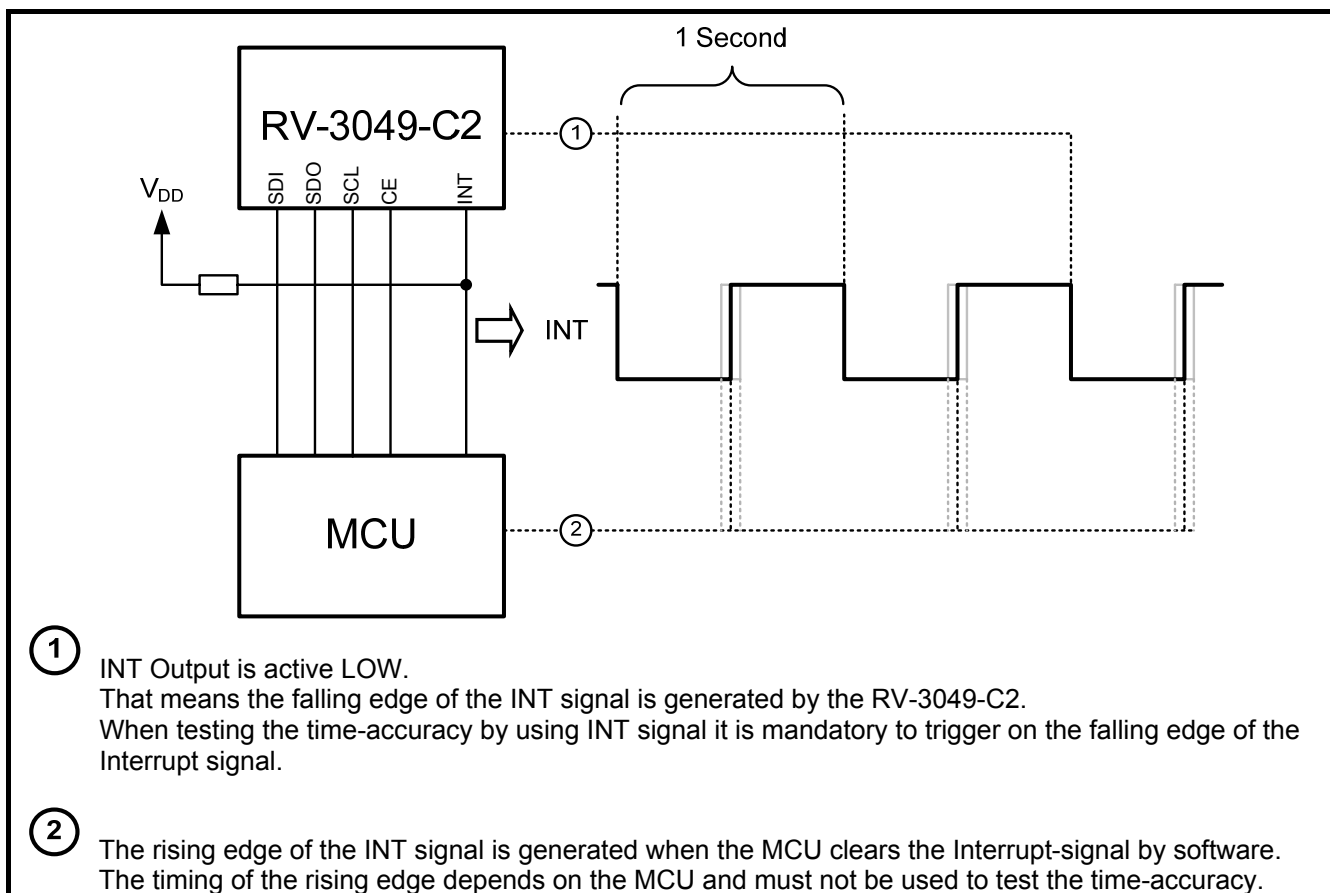 1 Second
RV-3049-C2
1
SDI
SDO
SCL
CE
INT
VDD
INT
MCU
2
1
INT Output is active LOW.
That means the falling edge of the INT signal is generated by the RV-3049-C2.
When testing the time-accuracy by using INT signal it is mandatory to trigger on the falling edge of the
Interrupt signal.
2
The rising edge of the INT signal is generated when the MCU clears the Interrupt-signal by software.
The timing of the rising edge depends on the MCU and must not be used to test the time-accuracy.